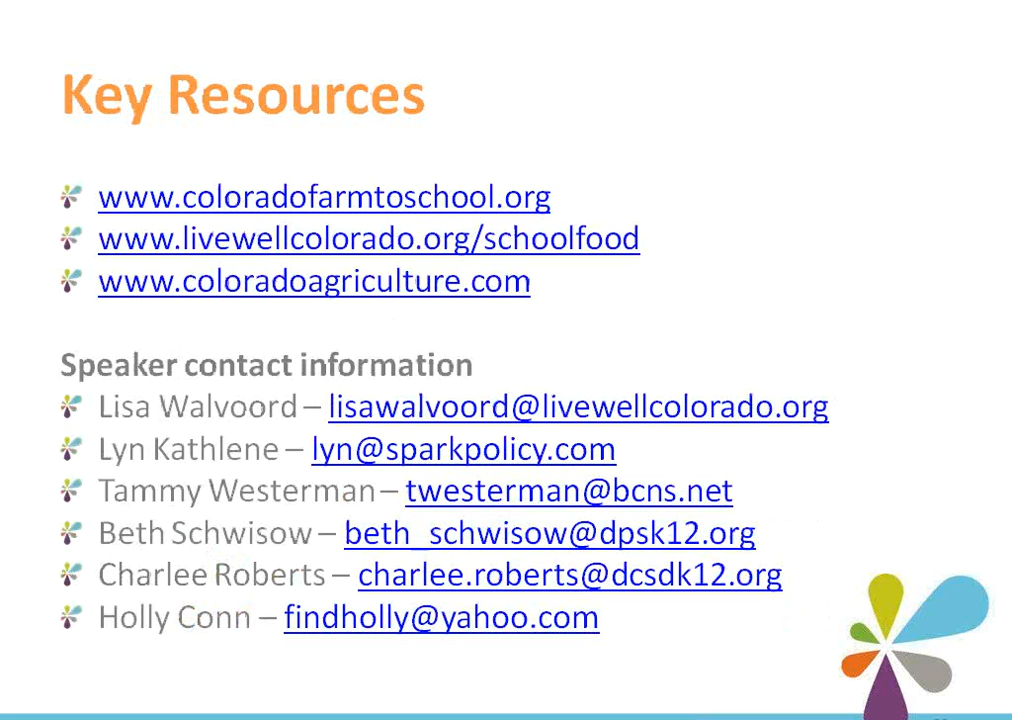 Key Resources
www.coloradofarmtoschool.org
www.livewellcolorado.org/schoolfood
www.coloradoagriculture.com
Speaker contact information
Lisa Walvoord – lisawalvoord@livewellcolorado.org
Lyn Kathlene – lyn@sparkpolicy.com
Tammy Westerman – twesterman@bcns.net
Beth Schwisow – beth_schwisow@dpsk12.org
Charlee Roberts – charlee.roberts@dcsdk12.org
Holly Conn – findholly@yahoo.com